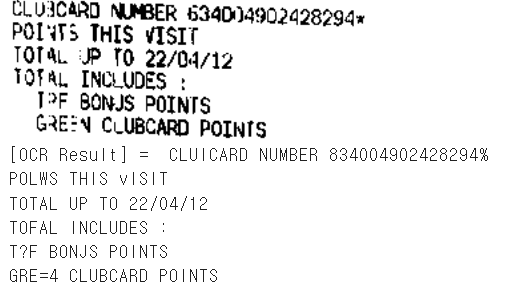 CLUBCARD NUMBER 634004902428294*
POINTS THIS VISIT
TOTAL UP TO 22/04/12
TOTAL INCLUDES :
TPF BONUS POINTS
GREEN CLUBCARD POINTS
[OCR Result] = CLUICARD NUMBER 834004902428294%
POLWS THIS vISIT
TOTAL UP TO 22/04/12
TOFAL INCLUDES :
T?F BONJS POINTS
GRE=4 CLUBCARD POINTS